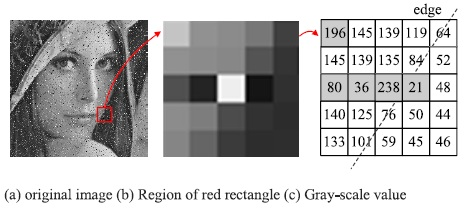 edge
196 145 139 119 64
145 139 135 84 52
80 36 238 21 48
140 125 76 50 44
133 101 59 45 46
(a) original image (b) Region of red rectangle (c) Gray-scale value